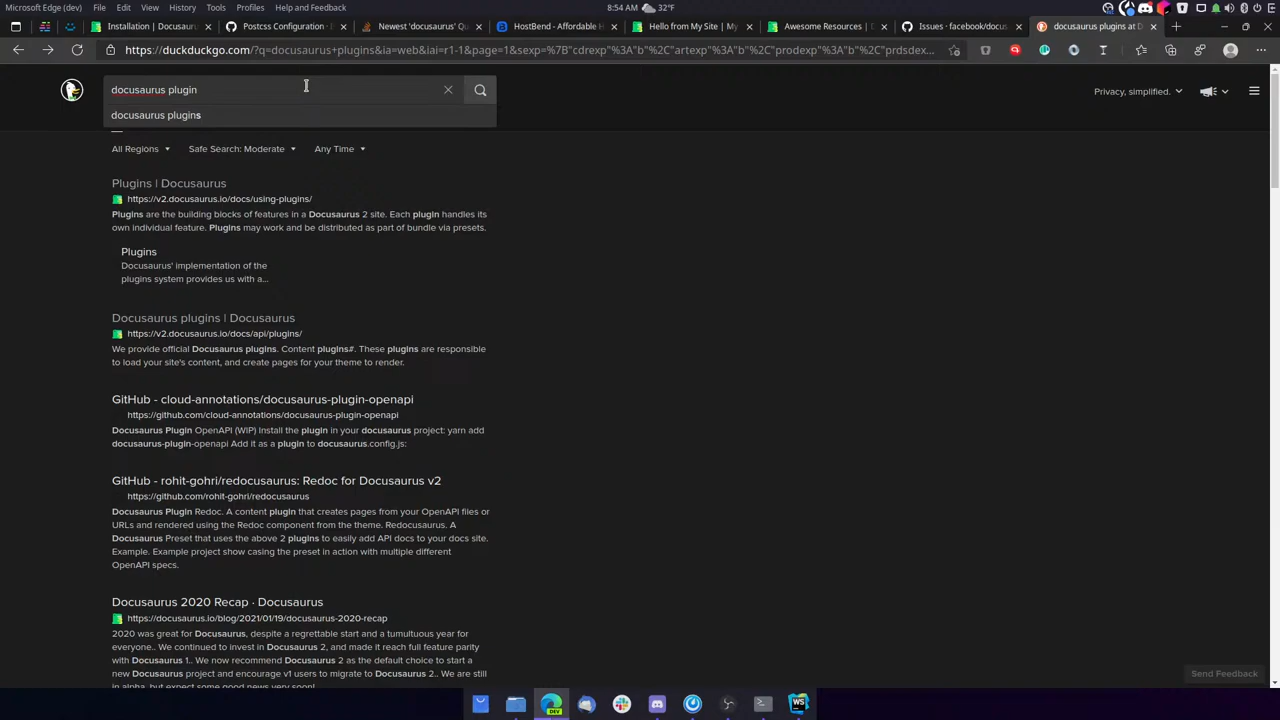 Microsoft Edge (dev) File Edit View History Tools Profiles Help and Feedback
8:54 AM 32°F
Installation | Docusaurus
Postcss Configuration ·
Newest 'docusaurus' Qu
HostBend - Affordable H
Hello from My Site | My
Awesome Resources | D
Issues · facebook/docus
docusaurus plugins at D
https://duckduckgo.com/?q=docusaurus+plugins&ia=web&iai=r1-1&page=1&sexp=%7B"cdrexp"%3A"b"%2C"artexp"%3A"b"%2C"prodexp"%3A"b"%2C"prdsdex...
docusaurus plugin
docusaurus plugins
Privacy, simplified.
All Regions Safe Search: Moderate Any Time
Plugins | Docusaurus
https://v2.docusaurus.io/docs/using-plugins/
Plugins are the building blocks of features in a Docusaurus 2 site. Each plugin handles its
own individual feature. Plugins may work and be distributed as part of bundle via presets.
Plugins
Docusaurus' implementation of the
plugins system provides us with a...
Docusaurus plugins | Docusaurus
https://v2.docusaurus.io/docs/api/plugins/
We provide official Docusaurus plugins. Content plugins#. These plugins are responsible
to load your site's content, and create pages for your theme to render.
GitHub - cloud-annotations/docusaurus-plugin-openapi
https://github.com/cloud-annotations/docusaurus-plugin-openapi
Docusaurus Plugin OpenAPI (WIP) Install the plugin in your docusaurus project: yarn add
docusaurus-plugin-openapi Add it as a plugin to docusaurus.config.js:
GitHub - rohit-gohri/redocusaurus: Redoc for Docusaurus v2
https://github.com/rohit-gohri/redocusaurus
Docusaurus Plugin Redoc. A content plugin that creates pages from your OpenAPI files or
URLs and rendered using the Redoc component from the theme. Redocusaurus. A
Docusaurus Preset that uses the above 2 plugins to easily add API docs to your docs site.
Example. Example project show casing the preset in action with multiple different
OpenAPI specs.
Docusaurus 2020 Recap · Docusaurus
https://docusaurus.io/blog/2021/01/19/docusaurus-2020-recap
2020 was great for Docusaurus, despite a regrettable start and a tumultuous year for
everyone.. We continued to invest in Docusaurus 2, and made it reach full feature parity
with Docusaurus 1.. We now recommend Docusaurus 2 as the default choice to start a
new Docusaurus project and encourage v1 users to migrate to Docusaurus 2.. We are still
in alpha, but expect some good news very soon!
Send Feedback
DEV
WS